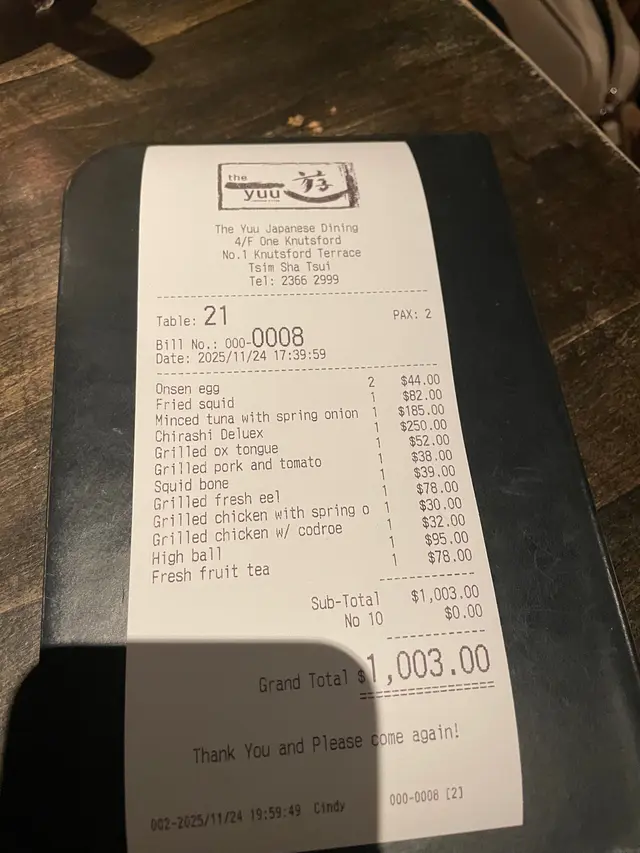 the
yuu 遊
The Yuu Japanese Dining
4/F One Knutsford
No.1 Knutsford Terrace
Tsim Sha Tsui
Tel: 2366 2999
Table: 21 PAX: 2
Bill No.: 000-0008
Date: 2025/11/24 17:39:59
Onsen egg 2 $44.00
Fried squid 1 $82.00
Minced tuna with spring onion 1 $185.00
Chirashi Deluex 1 $250.00
Grilled ox tongue 1 $52.00
Grilled pork and tomato 1 $38.00
Squid bone 1 $39.00
Grilled fresh eel 1 $78.00
Grilled chicken with spring o 1 $30.00
Grilled chicken w/ codroe 1 $32.00
High ball 1 $95.00
Fresh fruit tea 1 $78.00
Sub-Total $1,003.00
No 10 $0.00
Grand Total $1,003.00
Thank You and Please come again!
002-2025/11/24 19:59:49 Cindy 000-0008 [2]